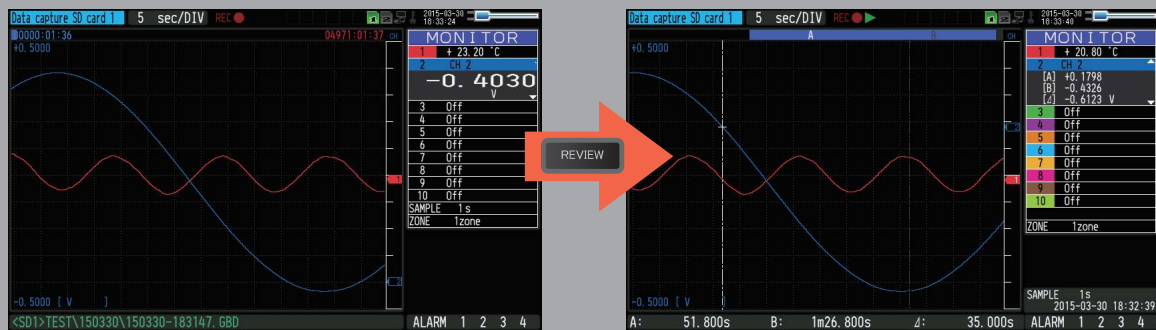 Data capture SD card 1 5 sec/DIV REC 2015-03-30 18:33:24
00000:01:36 04971:01:37 CH
+0.5000
MONITOR
1 + 23.20 °C
2 CH 2
-0.4030
V
3 Off
4 Off
5 Off
6 Off
7 Off
8 Off
9 Off
10 Off
SAMPLE 1s
ZONE 1zone
1
2
-0.5000 [ V ]
<SD1>TEST\150330\150330-183147.GBD ALARM 1 2 3 4
REVIEW
Data capture SD card 1 5 sec/DIV REC 2015-03-30 18:33:40
A B CH
+0.5000
MONITOR
1 + 20.80 °C
2 CH 2
[A] +0.1798
[B] -0.4326
[⊿] -0.6123 V
3 Off
4 Off
5 Off
6 Off
7 Off
8 Off
9 Off
10 Off
ZONE 1zone
2
1
-0.5000 [ V ]
SAMPLE 1s
2015-03-30 18:32:39
A: 51.800s B: 1m26.800s ⊿: 35.000s ALARM 1 2 3 4